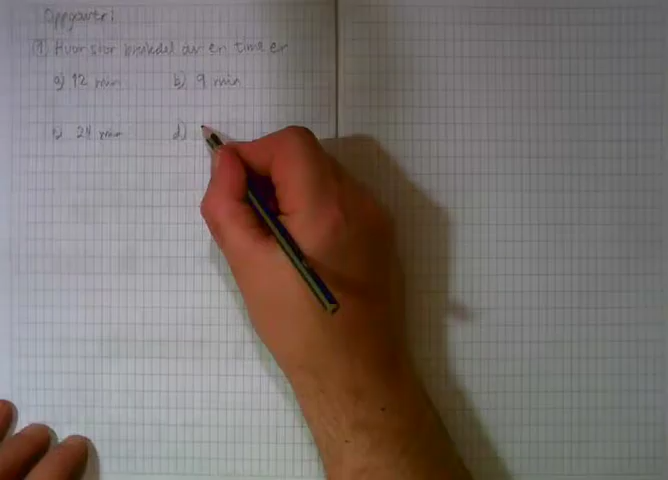 Oppgaver:
1) Hvor stor brøkdel av en time er
a) 12 min b) 9 min
c) 24 min d)